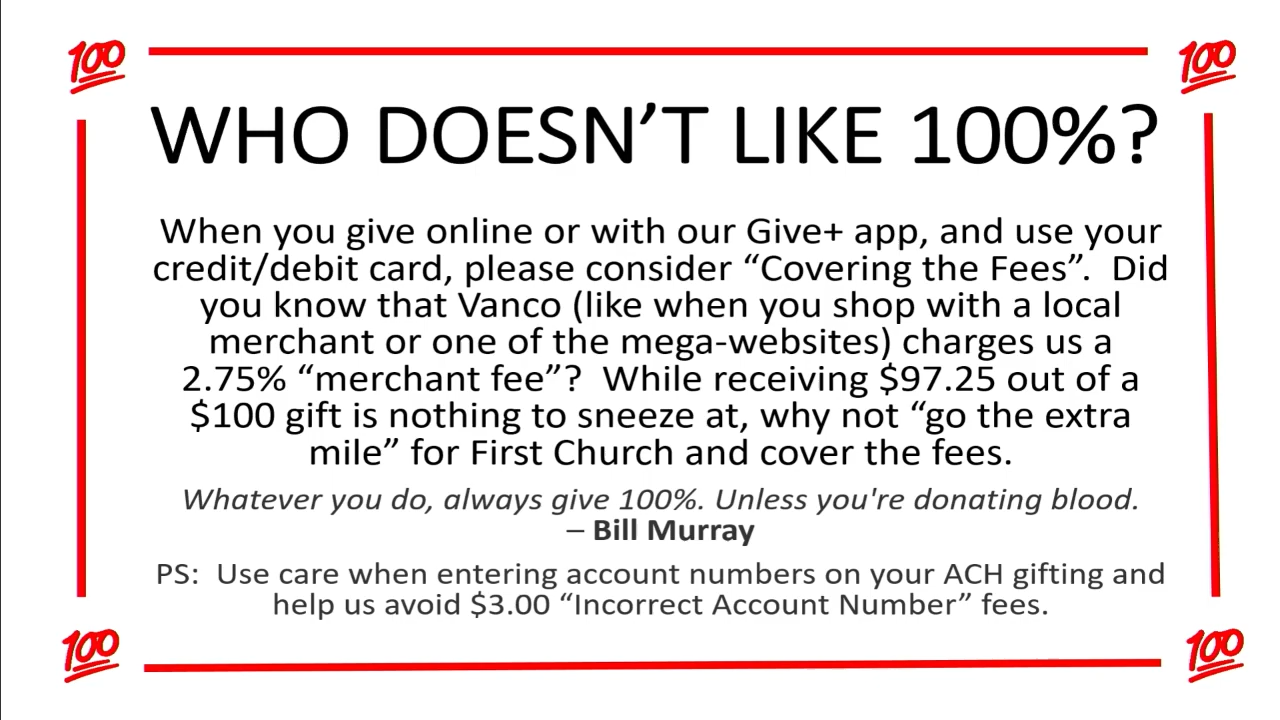 💯 💯
WHO DOESN’T LIKE 100%?
When you give online or with our Give+ app, and use your
credit/debit card, please consider “Covering the Fees”.  Did
you know that Vanco (like when you shop with a local
merchant or one of the mega-websites) charges us a
2.75% “merchant fee”?  While receiving $97.25 out of a
$100 gift is nothing to sneeze at, why not “go the extra
mile” for First Church and cover the fees.
Whatever you do, always give 100%. Unless you're donating blood.
– Bill Murray
PS:  Use care when entering account numbers on your ACH gifting and
help us avoid $3.00 “Incorrect Account Number” fees.
💯 💯